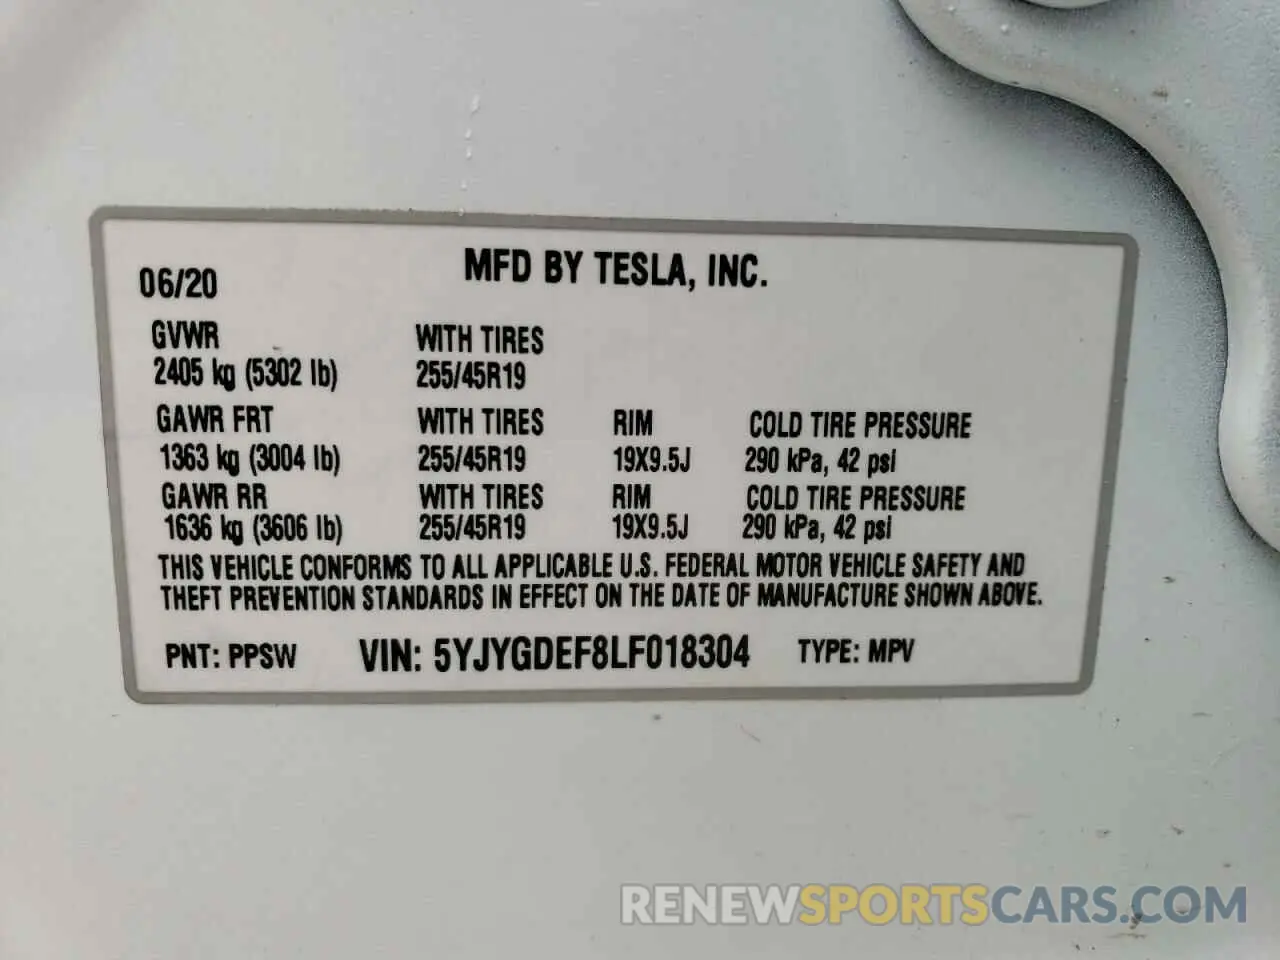 MFD BY TESLA, INC.
06/20
GVWR WITH TIRES
2405 kg (5302 lb) 255/45R19
GAWR FRT WITH TIRES RIM COLD TIRE PRESSURE
1363 kg (3004 lb) 255/45R19 19X9.5J 290 kPa, 42 psi
GAWR RR WITH TIRES RIM COLD TIRE PRESSURE
1636 kg (3606 lb) 255/45R19 19X9.5J 290 kPa, 42 psi
THIS VEHICLE CONFORMS TO ALL APPLICABLE U.S. FEDERAL MOTOR VEHICLE SAFETY AND
THEFT PREVENTION STANDARDS IN EFFECT ON THE DATE OF MANUFACTURE SHOWN ABOVE.
PNT: PPSW VIN: 5YJYGDEF8LF018304 TYPE: MPV
RENEWSPORTSCARS.COM